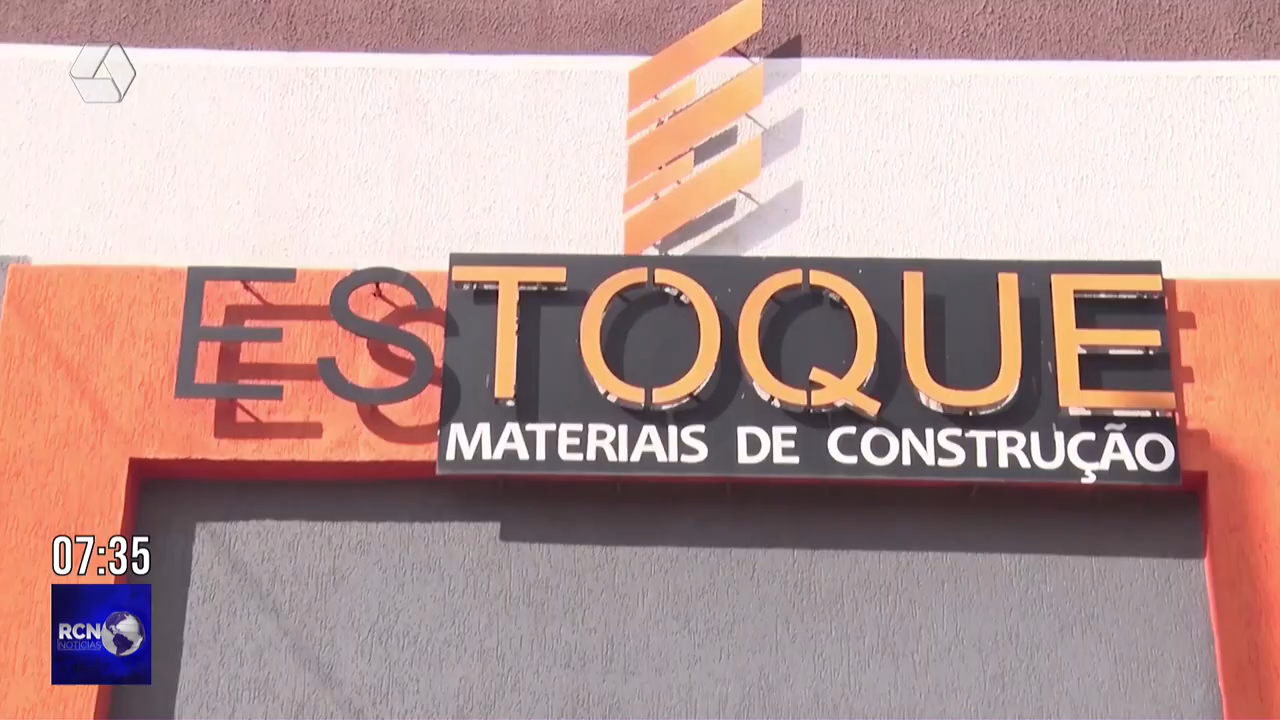 ESTOQUE
MATERIAIS DE CONSTRUÇÃO
07:35
RCN
NOTÍCIAS